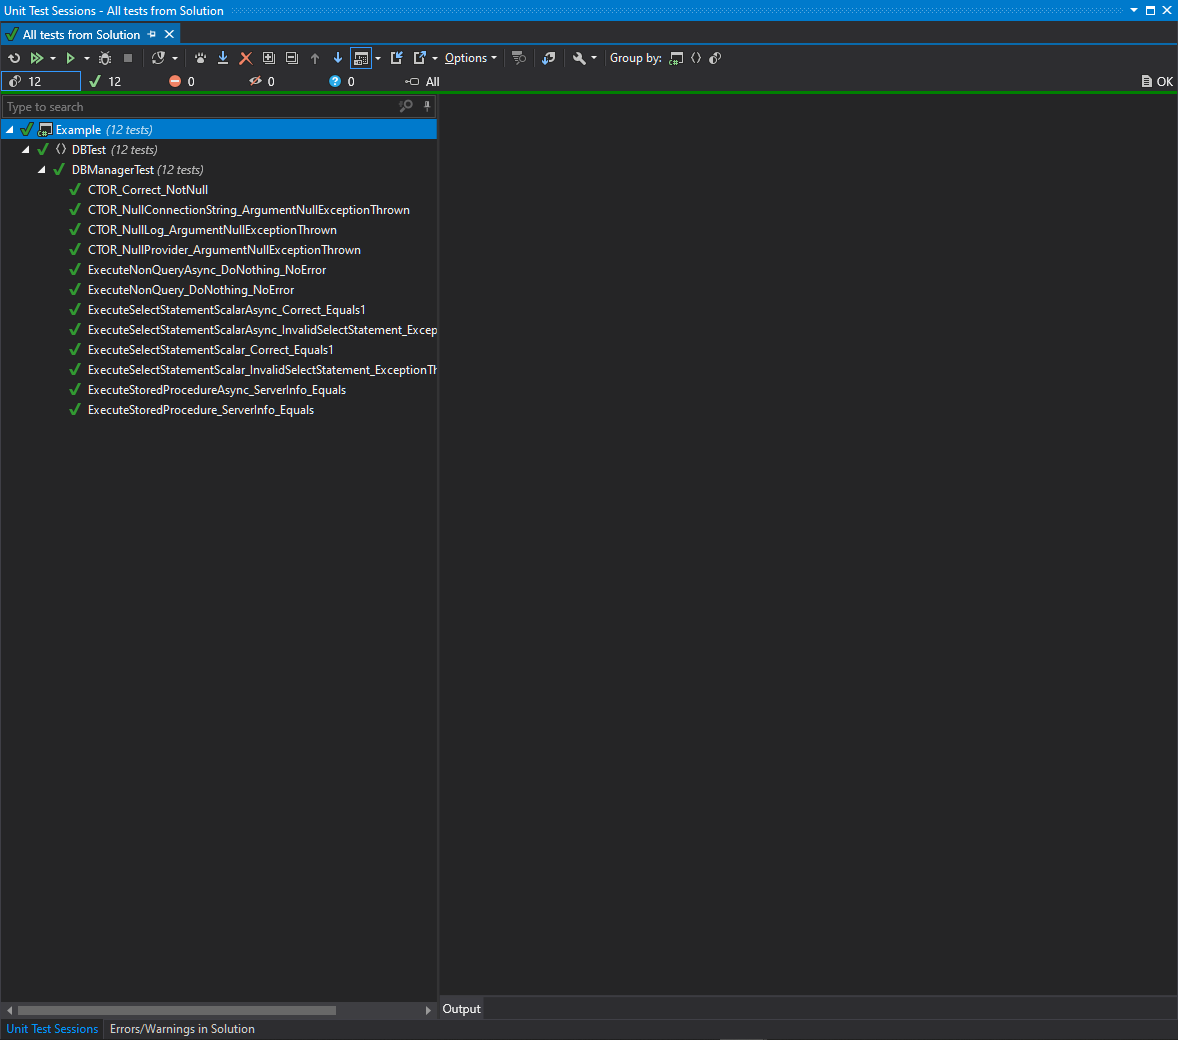 Unit Test Sessions - All tests from Solution
All tests from Solution
Options Group by:
12 12 0 0 0 All OK
Type to search
Example (12 tests)
DBTest (12 tests)
DBManagerTest (12 tests)
CTOR_Correct_NotNull
CTOR_NullConnectionString_ArgumentNullExceptionThrown
CTOR_NullLog_ArgumentNullExceptionThrown
CTOR_NullProvider_ArgumentNullExceptionThrown
ExecuteNonQueryAsync_DoNothing_NoError
ExecuteNonQuery_DoNothing_NoError
ExecuteSelectStatementScalarAsync_Correct_Equals1
ExecuteSelectStatementScalarAsync_InvalidSelectStatement_Excep
ExecuteSelectStatementScalar_Correct_Equals1
ExecuteSelectStatementScalar_InvalidSelectStatement_ExceptionTh
ExecuteStoredProcedureAsync_ServerInfo_Equals
ExecuteStoredProcedure_ServerInfo_Equals
Output
Unit Test Sessions Errors/Warnings in Solution